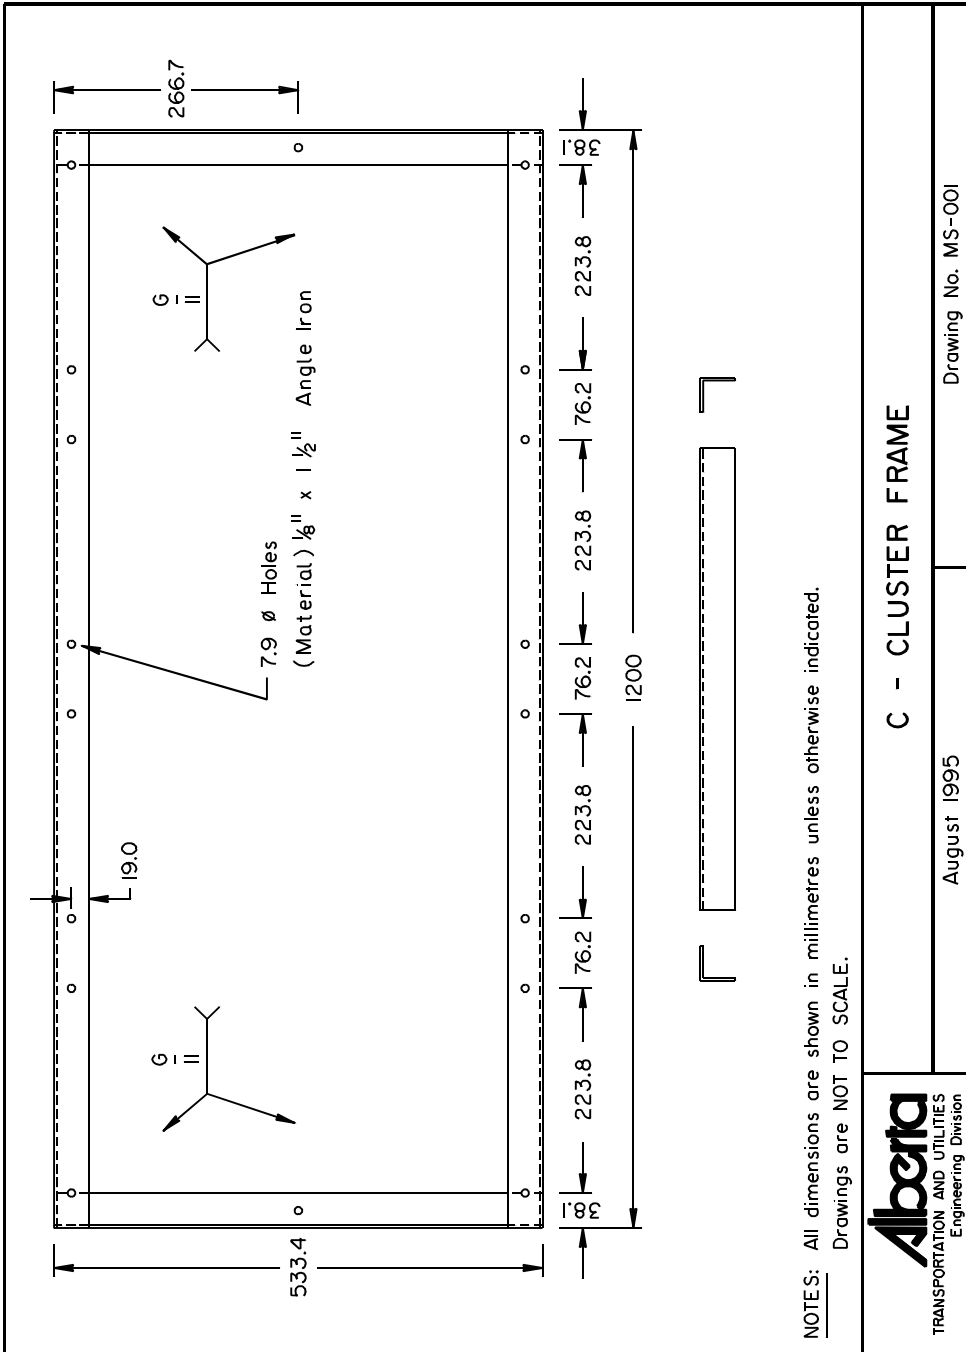 533.4
266.7
19.0
G
G
7.9 Ø Holes
(Material) 1/8" x 1 1/2" Angle Iron
38.1
223.8
76.2
223.8
76.2
223.8
76.2
223.8
38.1
1200
NOTES: All dimensions are shown in millimetres unless otherwise indicated.
Drawings are NOT TO SCALE.
Alberta
TRANSPORTATION AND UTILITIES
Engineering Division
C - CLUSTER FRAME
August 1995
Drawing No. MS-001